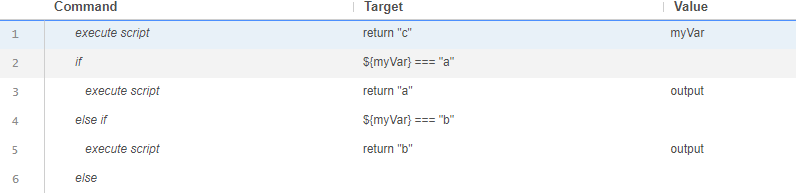 Command Target Value
1 execute script return "c" myVar
2 if ${myVar} === "a"
3 execute script return "a" output
4 else if ${myVar} === "b"
5 execute script return "b" output
6 else